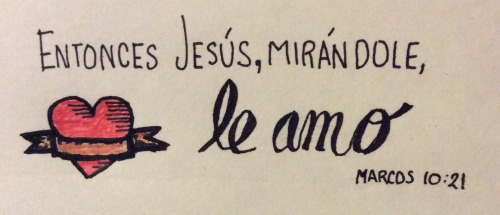 ENTONCES JESÚS, MIRÁNDOLE,
le amo
MARCOS 10:21